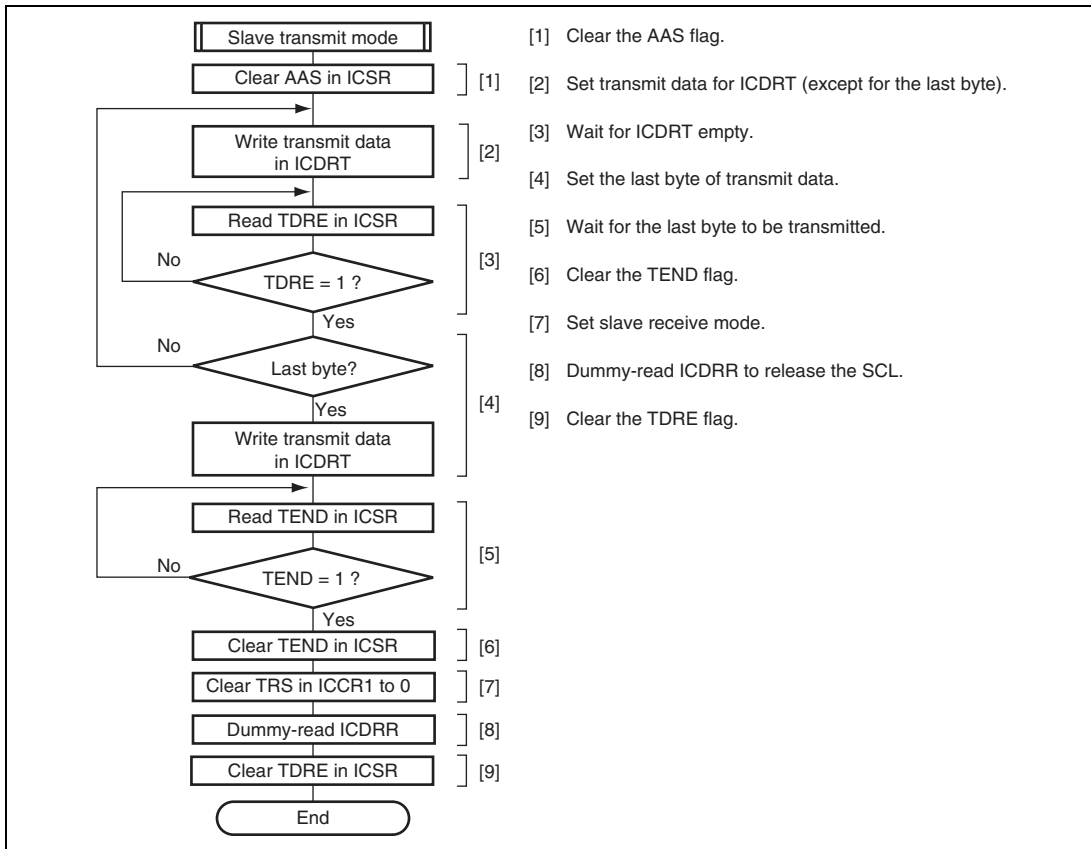 Slave transmit mode
Clear AAS in ICSR
[1]
Write transmit data
in ICDRT
[2]
Read TDRE in ICSR
No
TDRE = 1 ?
[3]
Yes
No
Last byte?
[4]
Yes
Write transmit data
in ICDRT
Read TEND in ICSR
No
TEND = 1 ?
[5]
Yes
Clear TEND in ICSR
[6]
Clear TRS in ICCR1 to 0
[7]
Dummy-read ICDRR
[8]
Clear TDRE in ICSR
[9]
End
[1] Clear the AAS flag.
[2] Set transmit data for ICDRT (except for the last byte).
[3] Wait for ICDRT empty.
[4] Set the last byte of transmit data.
[5] Wait for the last byte to be transmitted.
[6] Clear the TEND flag.
[7] Set slave receive mode.
[8] Dummy-read ICDRR to release the SCL.
[9] Clear the TDRE flag.